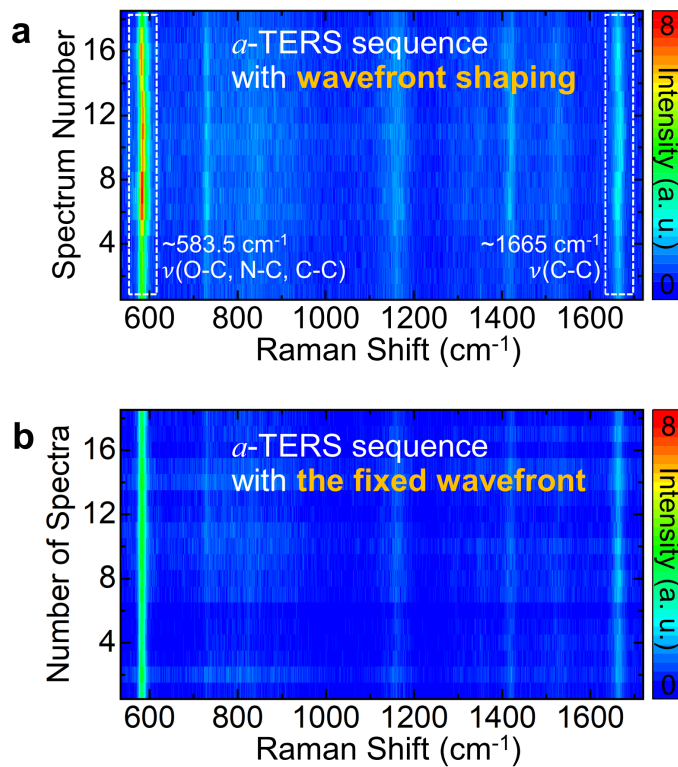 a
a-TERS sequence
with wavefront shaping
Spectrum Number
16
12
8
4
~583.5 cm⁻¹
ν(O-C, N-C, C-C)
~1665 cm⁻¹
ν(C-C)
600 800 1000 1200 1400 1600
Raman Shift (cm⁻¹)
8
Intensity (a. u.)
0
b
a-TERS sequence
with the fixed wavefront
Number of Spectra
16
12
8
4
600 800 1000 1200 1400 1600
Raman Shift (cm⁻¹)
8
Intensity (a. u.)
0